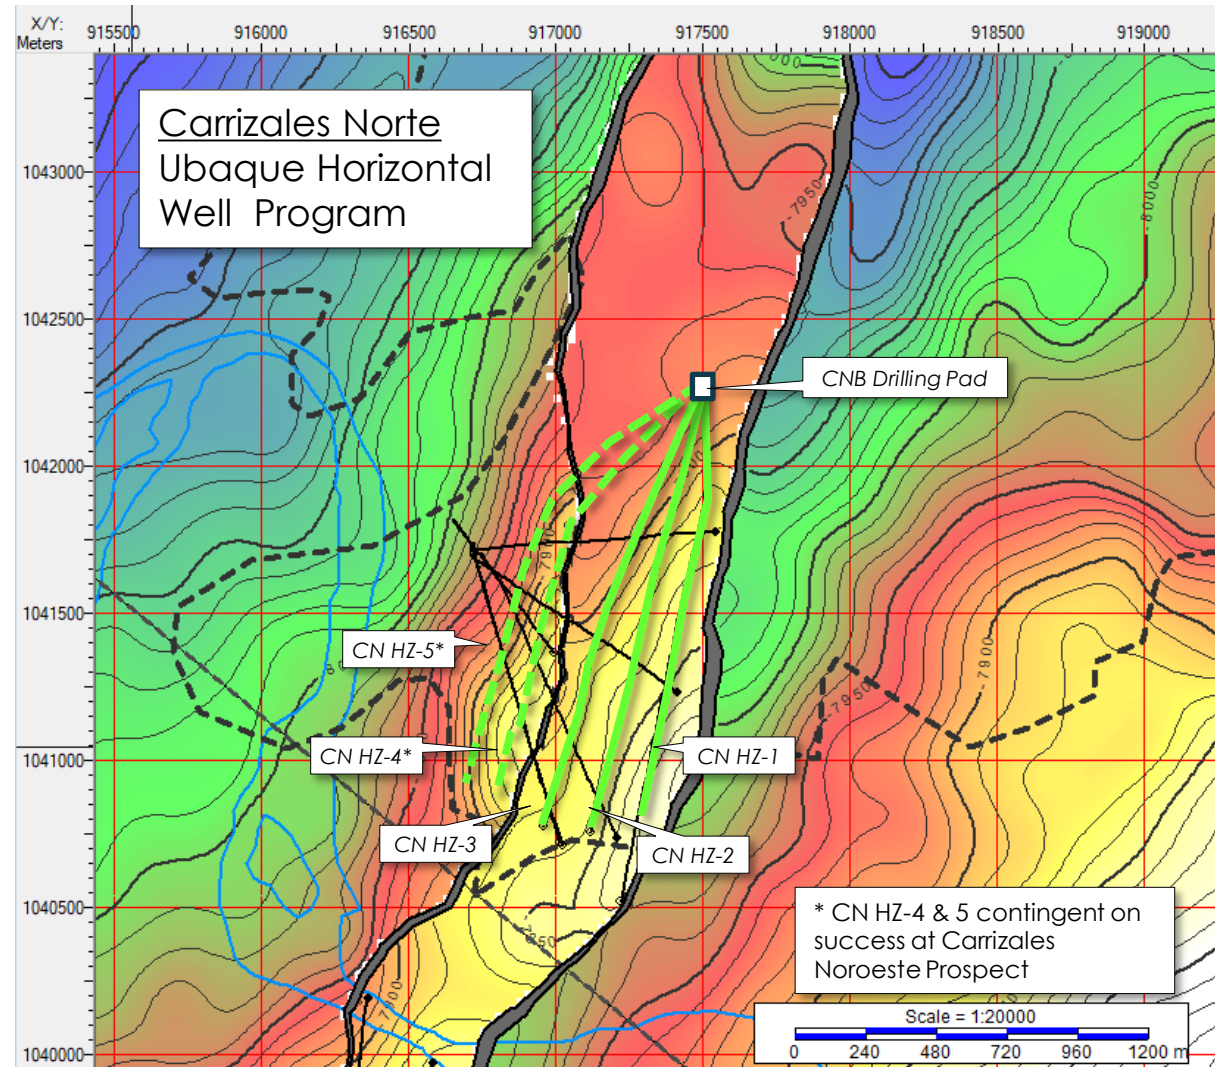 X/Y:
Meters
915500 916000 916500 917000 917500 918000 918500 919000
Carrizales Norte
Ubaque Horizontal
Well Program
1043000
1042500
1042000
1041500
1041000
1040500
1040000
-7950
-8000
CNB Drilling Pad
-7900
-7950
CN HZ-5*
CN HZ-4*
CN HZ-1
CN HZ-3
CN HZ-2
-7900
* CN HZ-4 & 5 contingent on
success at Carrizales
Noroeste Prospect
Scale = 1:20000
0 240 480 720 960 1200 m